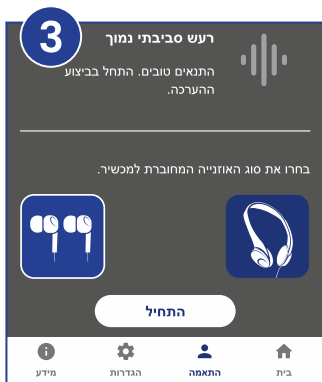 3
רעש סביבתי נמוך
התנאים טובים. התחל בביצוע
ההערכה.
בחרו את סוג האוזנייה המחוברת למכשיר.
התחיל
בית
התאמה
הגדרות
מידע